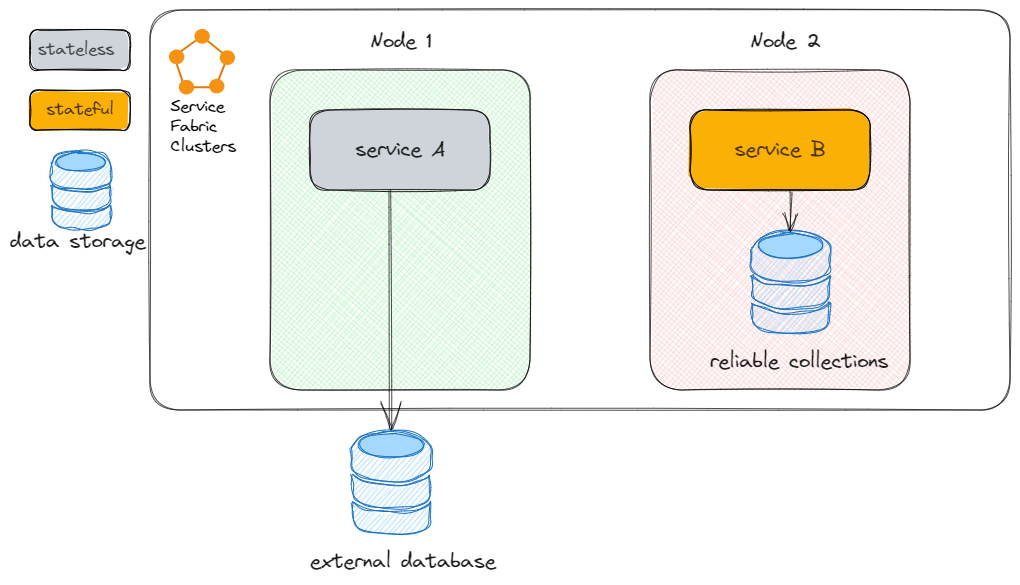 stateless
stateful
data storage
Service
Fabric
Clusters
Node 1
service A
external database
Node 2
service B
reliable collections